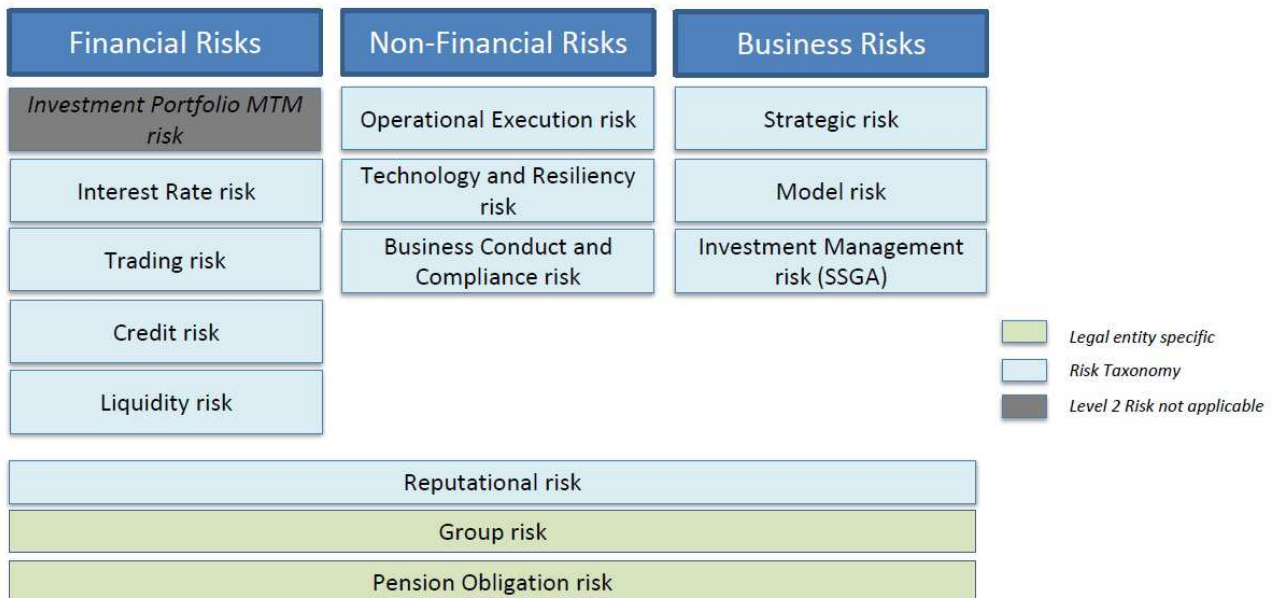 Financial Risks
Non-Financial Risks
Business Risks
Investment Portfolio MTM
risk
Operational Execution risk
Strategic risk
Interest Rate risk
Technology and Resiliency
risk
Model risk
Trading risk
Business Conduct and
Compliance risk
Investment Management
risk (SSGA)
Credit risk
Liquidity risk
Legal entity specific
Risk Taxonomy
Level 2 Risk not applicable
Reputational risk
Group risk
Pension Obligation risk